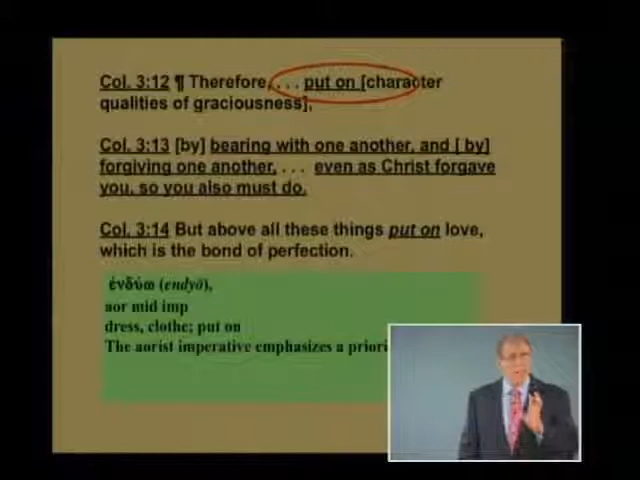 Col. 3:12 ¶ Therefore, . . . put on [character
qualities of graciousness],
Col. 3:13 [by] bearing with one another, and [ by]
forgiving one another, . . . even as Christ forgave
you, so you also must do.
Col. 3:14 But above all these things put on love,
which is the bond of perfection.
ἐνδύω (endyō),
aor mid imp
dress, clothe; put on
The aorist imperative emphasizes a priori